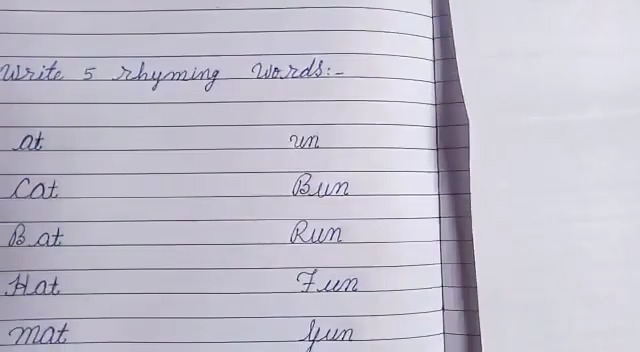 Write 5 rhyming words:-
at un
Cat Bun
Bat Run
Hat Fun
mat Gun